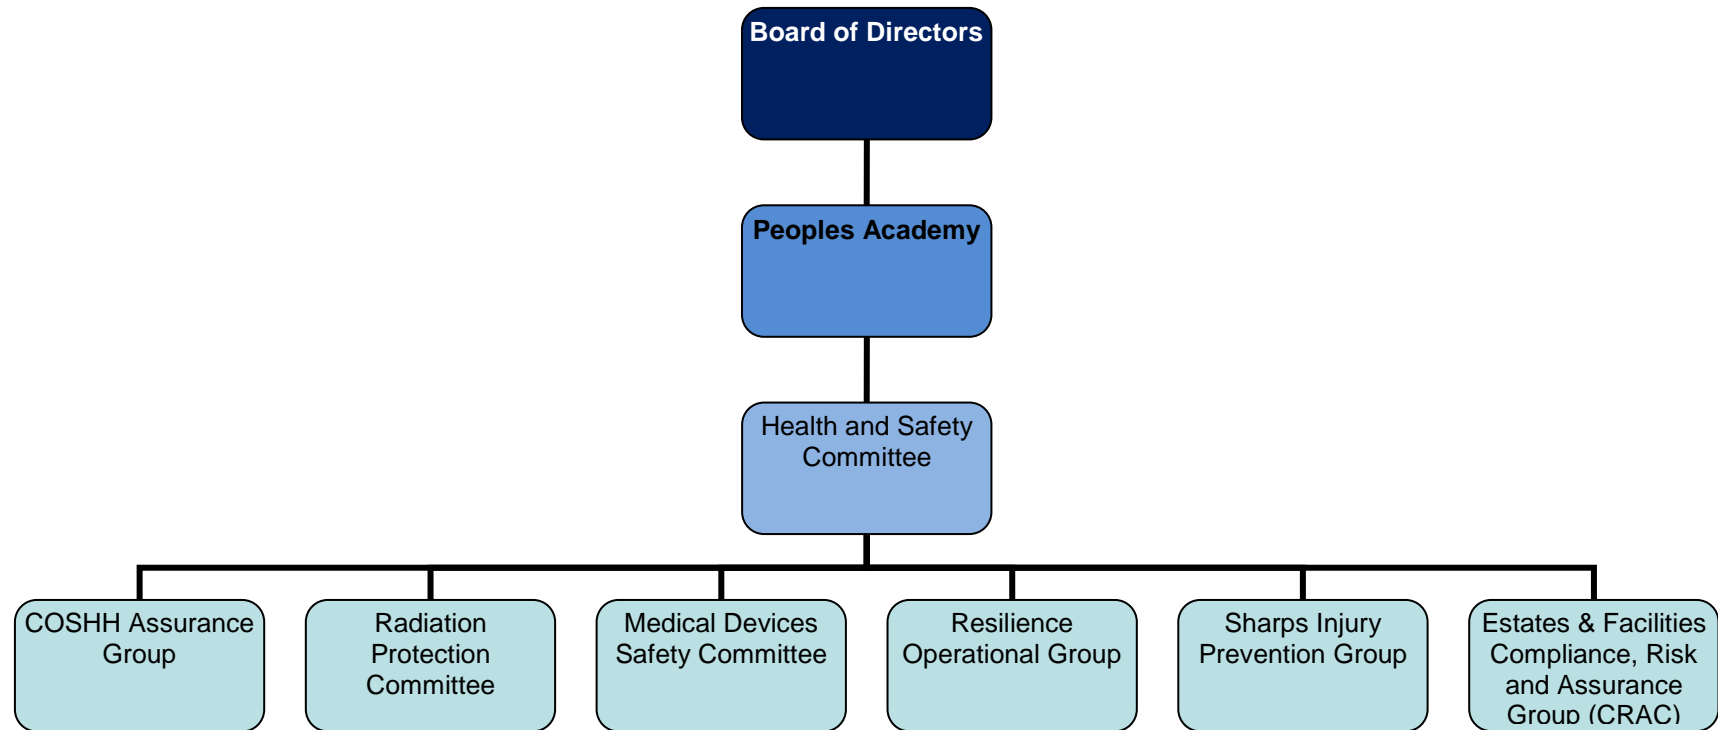 Board of Directors
Peoples Academy
Health and Safety
Committee
COSHH Assurance
Group
Radiation
Protection
Committee
Medical Devices
Safety Committee
Resilience
Operational Group
Sharps Injury
Prevention Group
Estates & Facilities
Compliance, Risk
and Assurance
Group (CRAC)